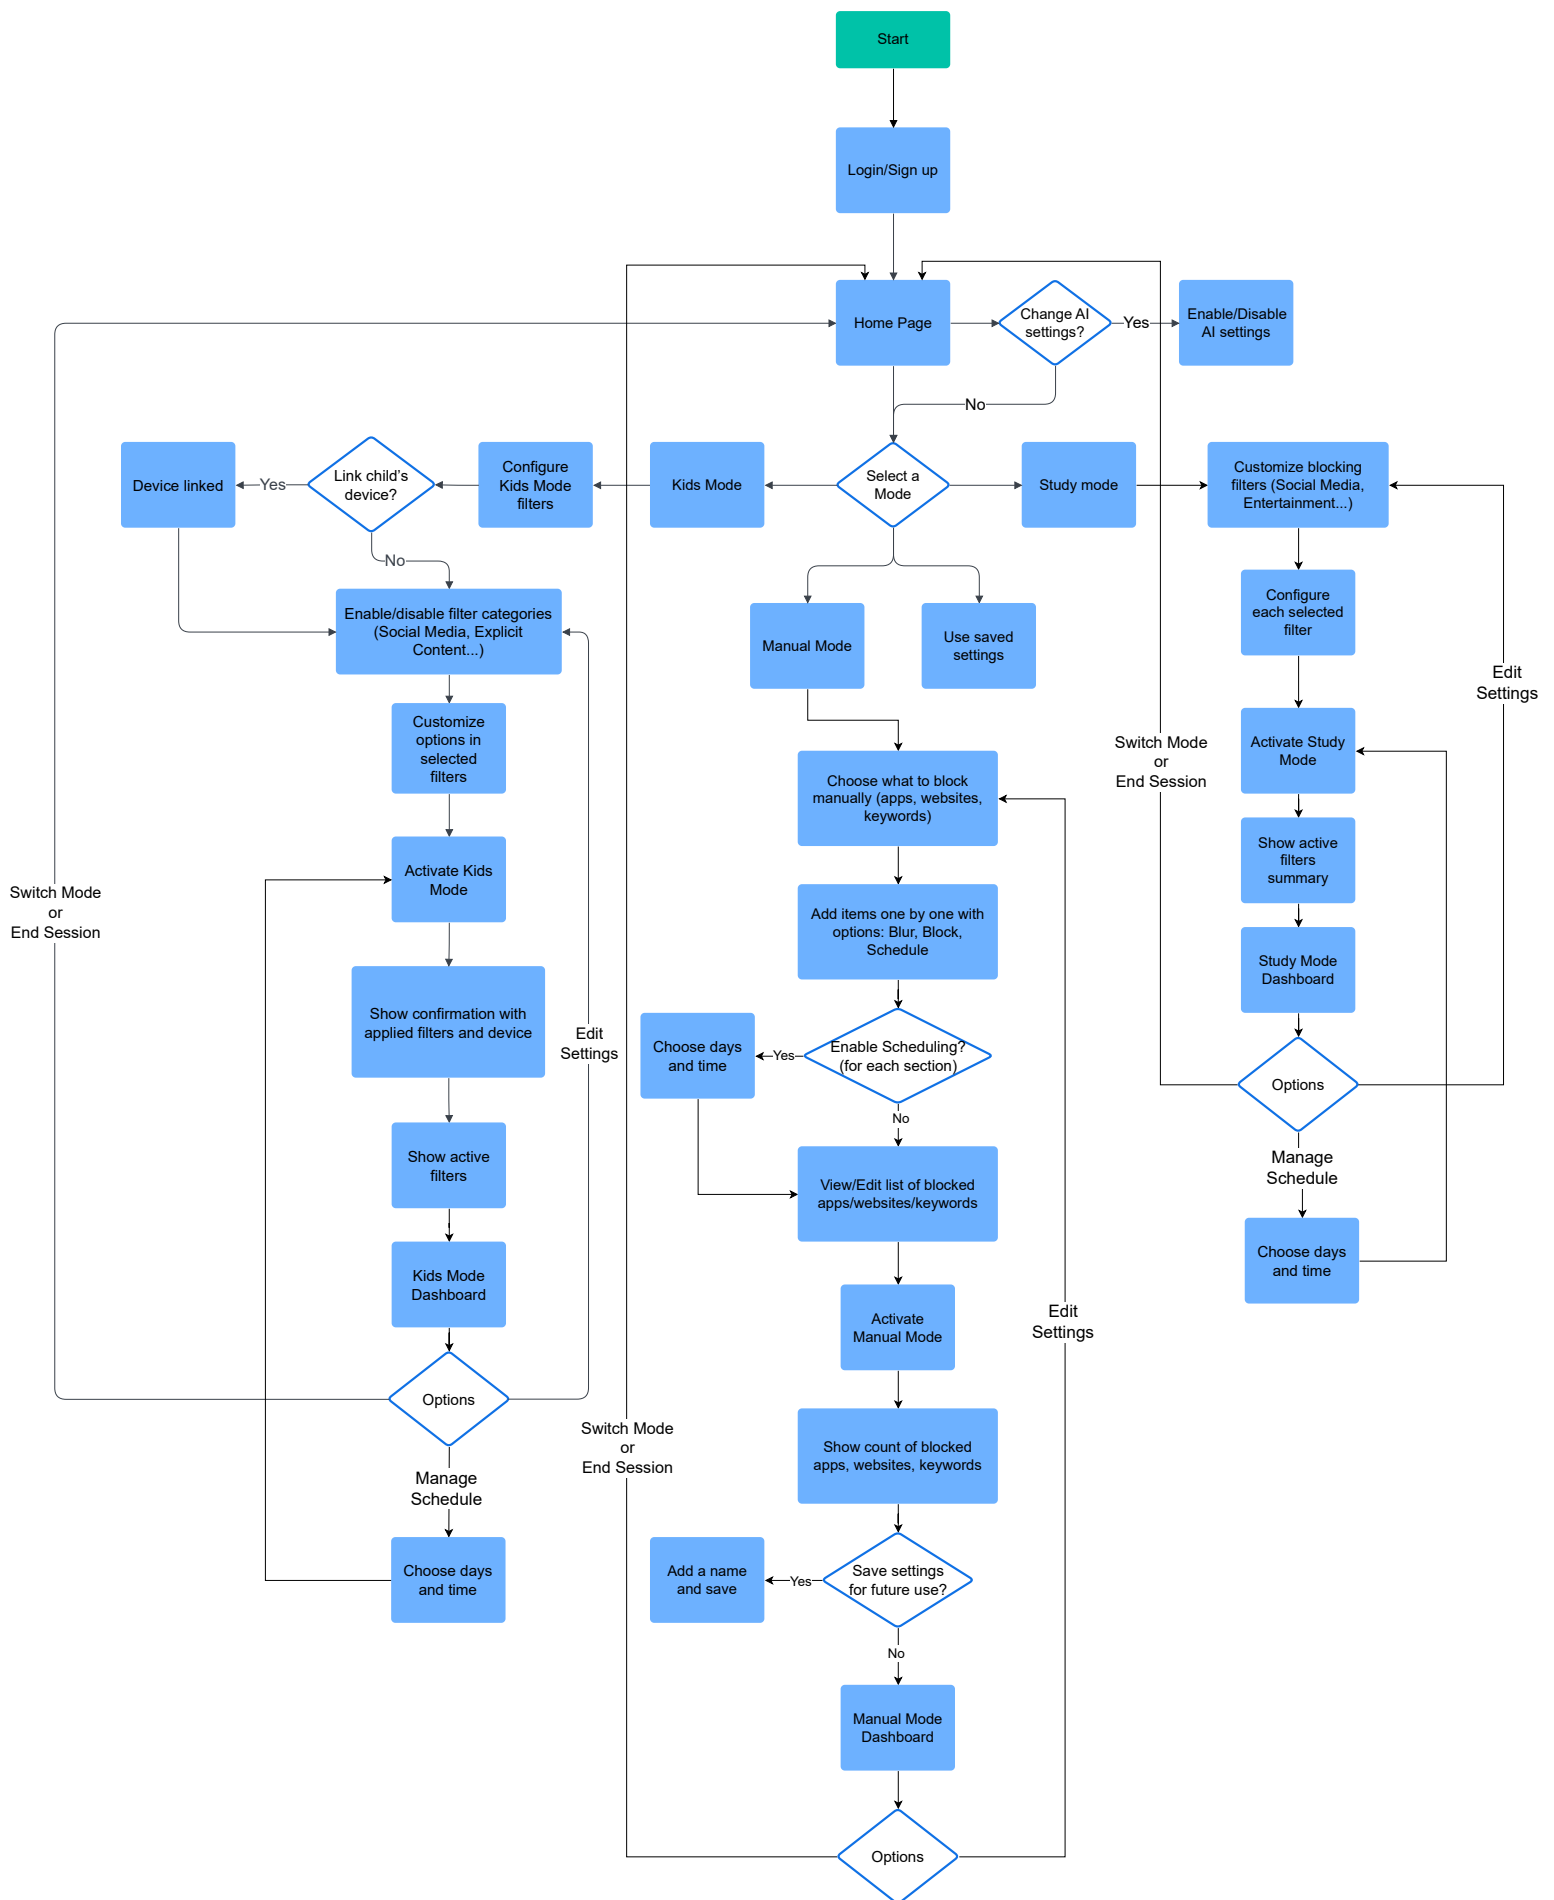 Start
Login/Sign up
Home Page
Change AI
settings?
Yes
Enable/Disable
AI settings
No
Device linked
Yes
Link child's
device?
Configure
Kids Mode
filters
Kids Mode
Select a
Mode
Study mode
Customize blocking
filters (Social Media,
Entertainment...)
No
Enable/disable filter categories
(Social Media, Explicit
Content...)
Manual Mode
Use saved
settings
Configure
each selected
filter
Edit
Settings
Customize
options in
selected
filters
Choose what to block
manually (apps, websites,
keywords)
Switch Mode
or
End Session
Activate Study
Mode
Activate Kids
Mode
Show active
filters
summary
Switch Mode
or
End Session
Add items one by one with
options: Blur, Block,
Schedule
Study Mode
Dashboard
Show confirmation with
applied filters and device
Edit
Settings
Choose days
and time
Yes
Enable Scheduling?
(for each section)
Options
No
Show active
filters
View/Edit list of blocked
apps/websites/keywords
Manage
Schedule
Choose days
and time
Kids Mode
Dashboard
Activate
Manual Mode
Edit
Settings
Options
Switch Mode
or
End Session
Show count of blocked
apps, websites, keywords
Manage
Schedule
Choose days
and time
Add a name
and save
Yes
Save settings
for future use?
No
Manual Mode
Dashboard
Options